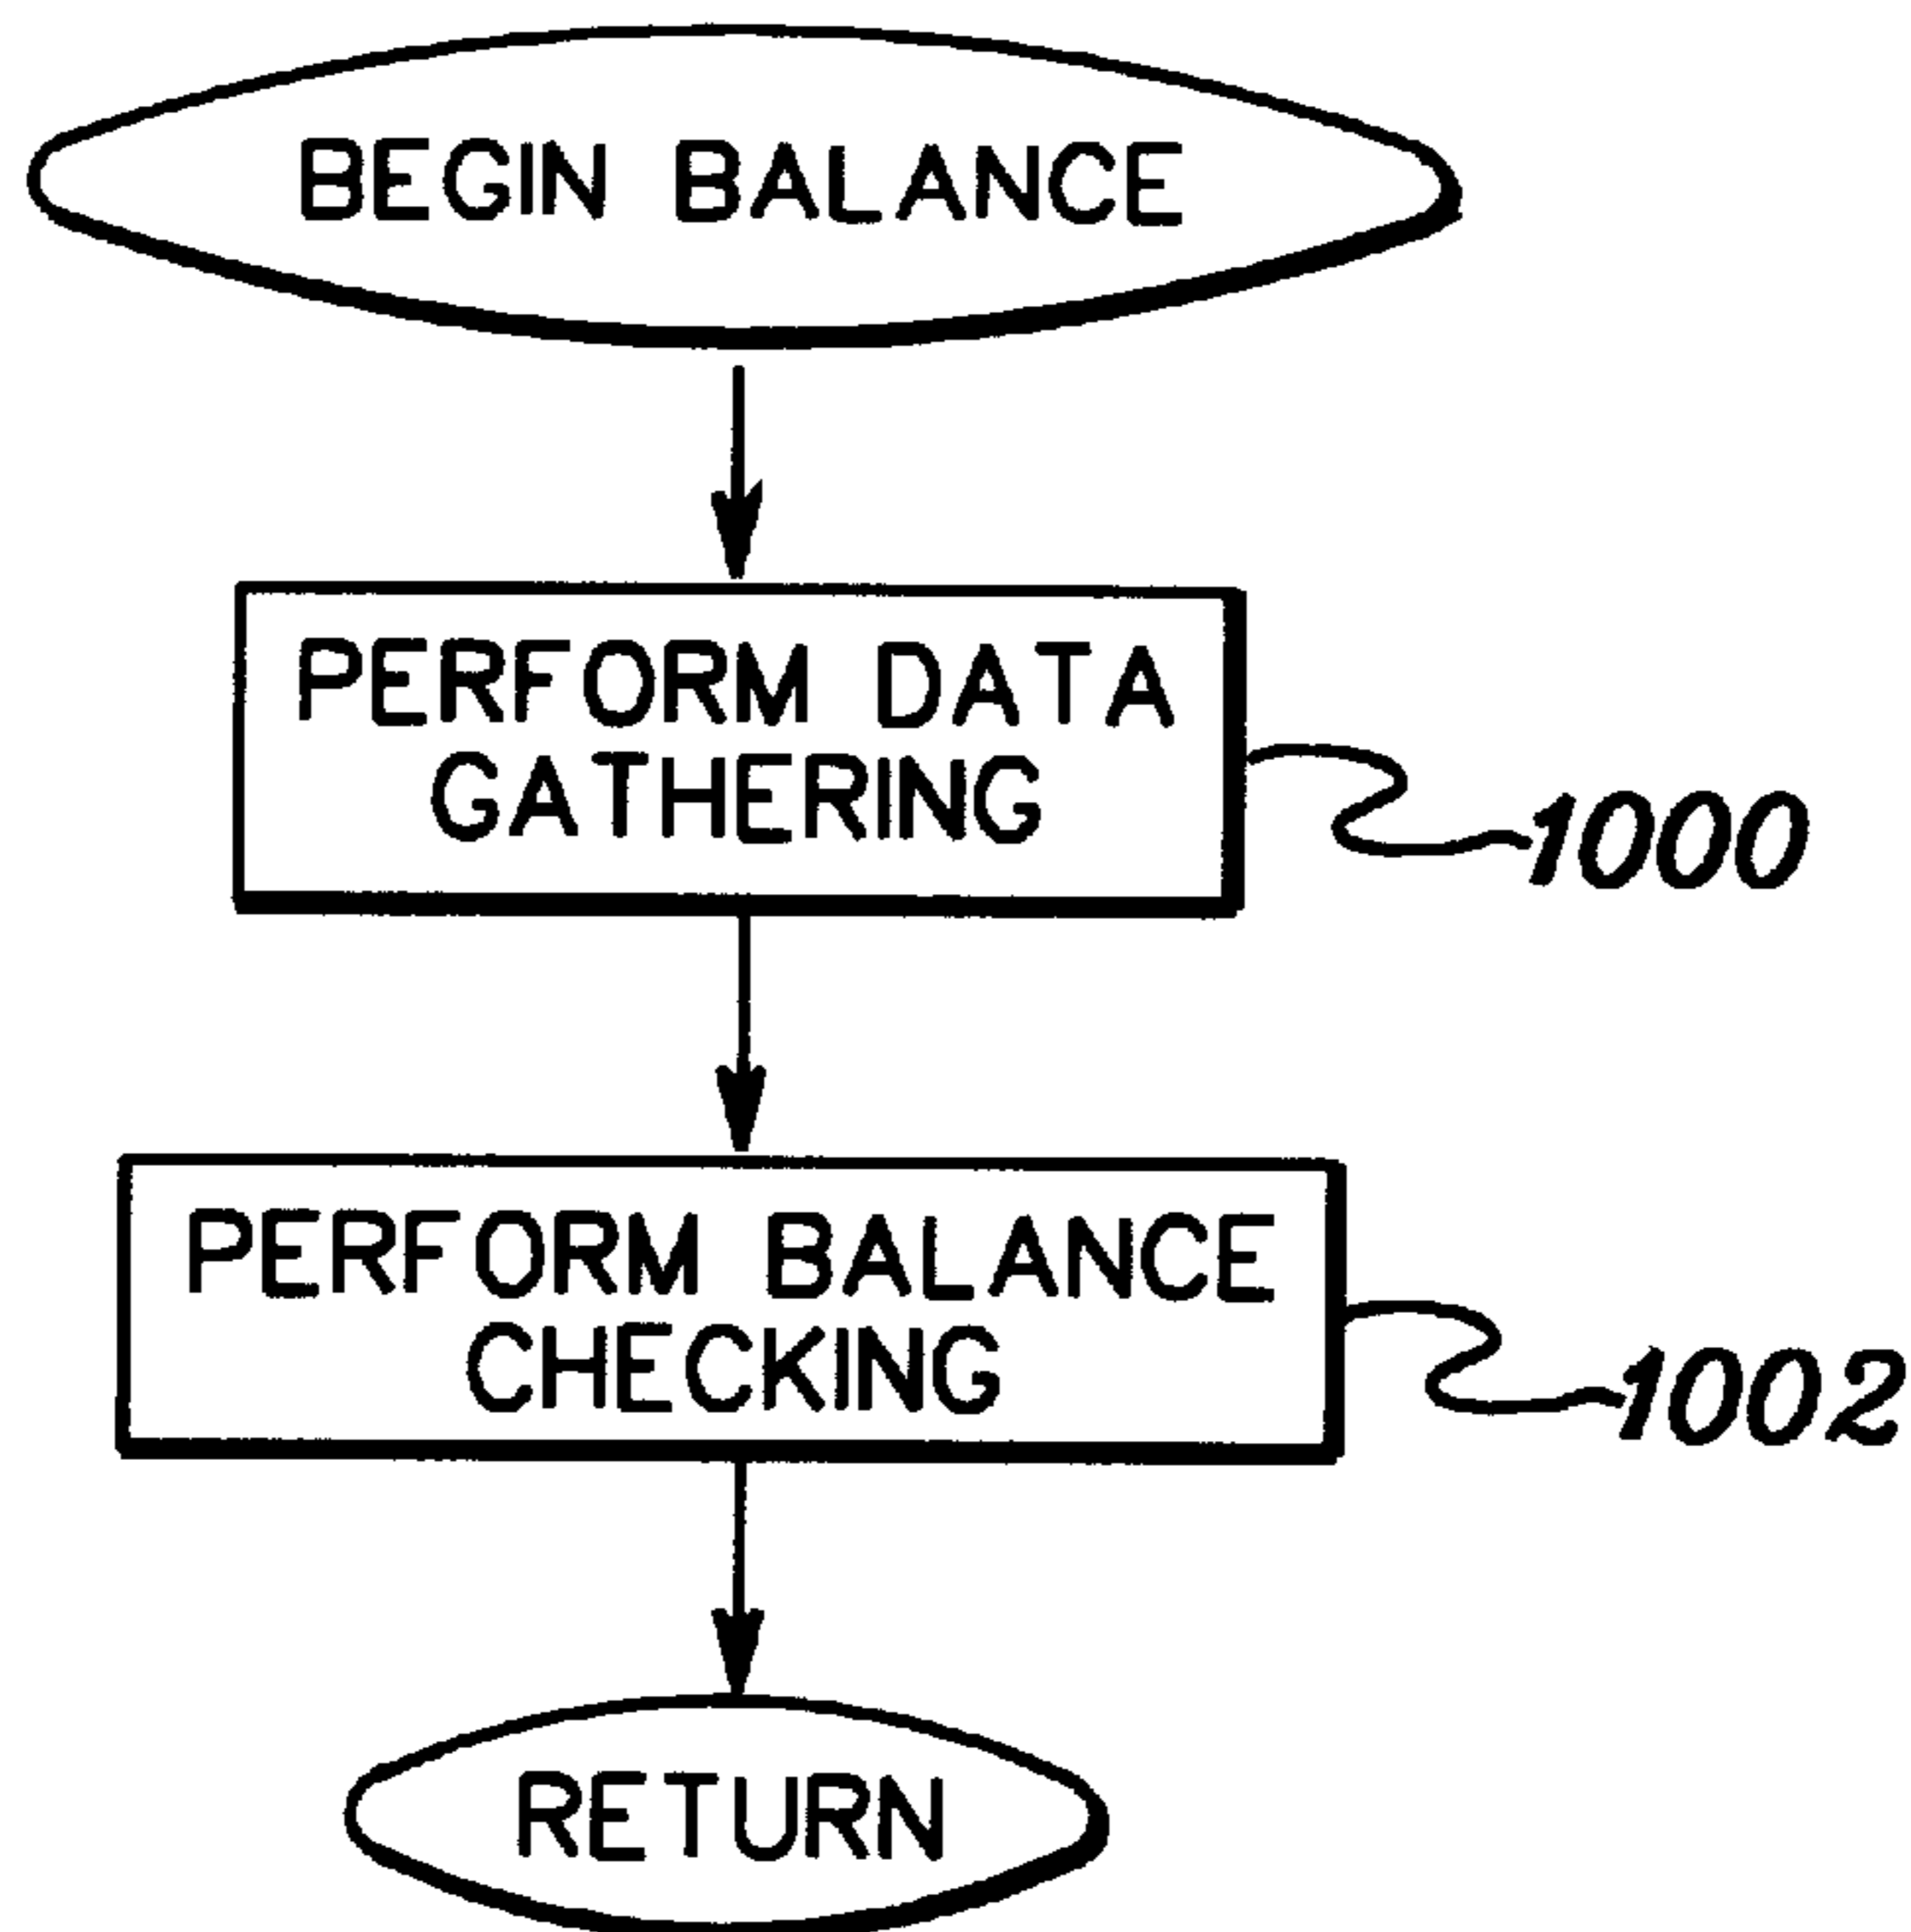 BEGIN BALANCE
PERFORM DATA
GATHERING
1000
PERFORM BALANCE
CHECKING
1002
RETURN